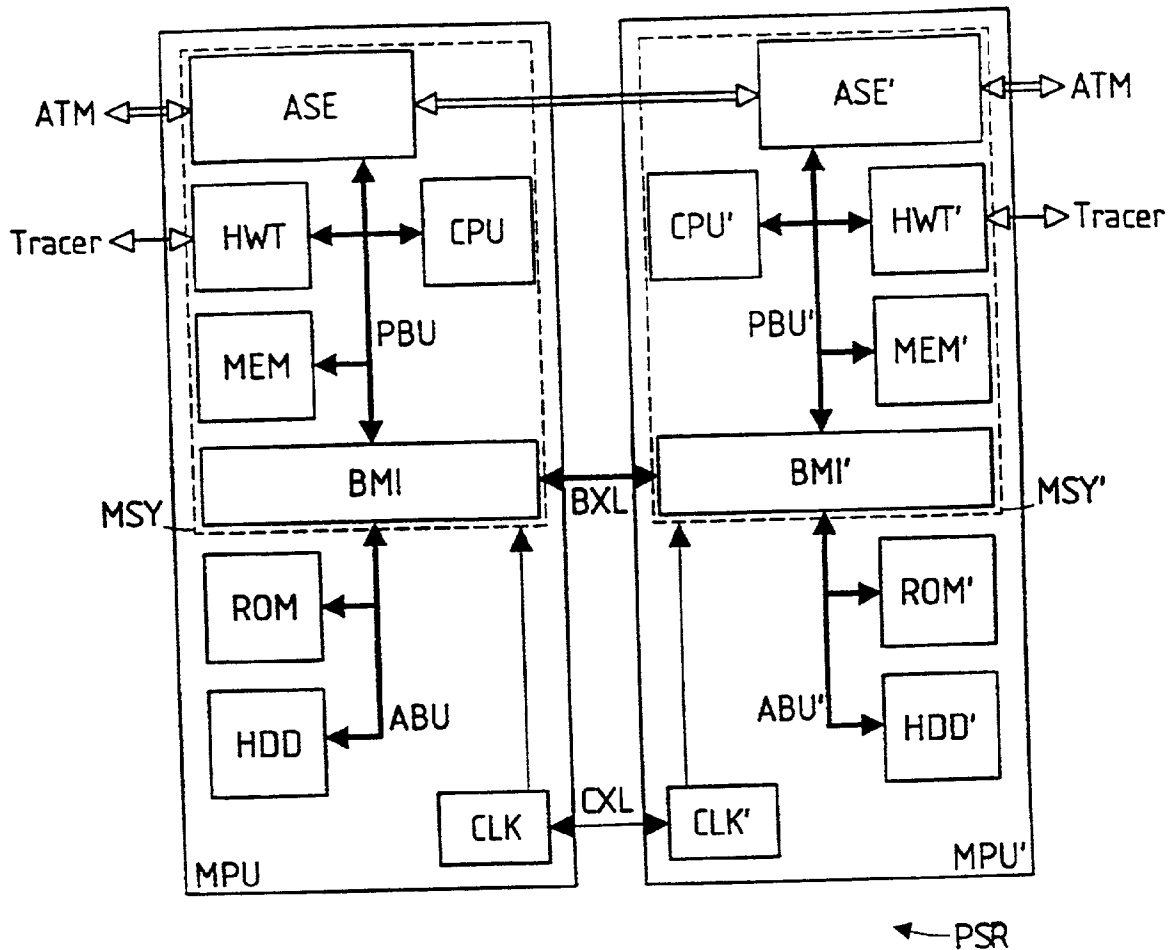 ASE
ASE'
ATM
ATM
HWT
CPU
CPU'
HWT'
Tracer
Tracer
PBU
PBU'
MEM
MEM'
BMI
BXL
BMI'
MSY
MSY'
ROM
ROM'
ABU
ABU'
HDD
HDD'
CXL
CLK
CLK'
MPU
MPU'
PSR